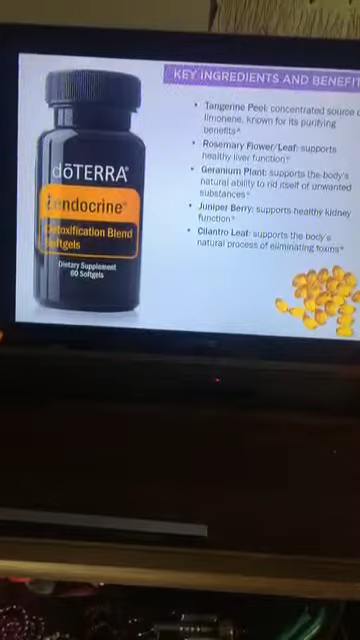 KEY INGREDIENTS AND
Tangerine Peel: concentrated source
limonene, known for its purifying
benefits*
Rosemary Flower/Leaf: supports
healthy liver function*
Geranium Plant: supports the body's
natural ability to rid itself of unwanted
substances*
Juniper Berry: supports healthy kidney
function*
Cilantro Leaf: supports the body's
natural process of eliminating toxins*
dōTERRA®
Zendocrine®
Detoxification Blend
Softgels
Dietary Supplement
60 Softgels